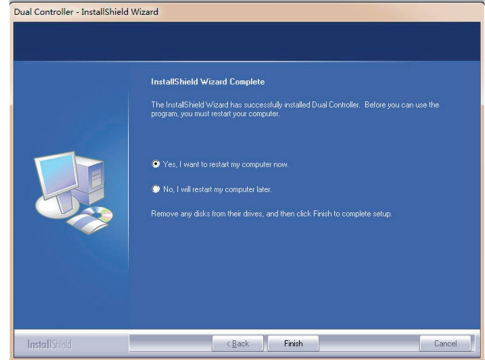 Dual Controller - InstallShield Wizard
InstallShield Wizard Complete
The InstallShield Wizard has successfully installed Dual Controller. Before you can use the
program, you must restart your computer.
Yes, I want to restart my computer now.
No, I will restart my computer later.
Remove any disks from their drives, and then click Finish to complete setup.
InstallShield
< Back
Finish
Cancel